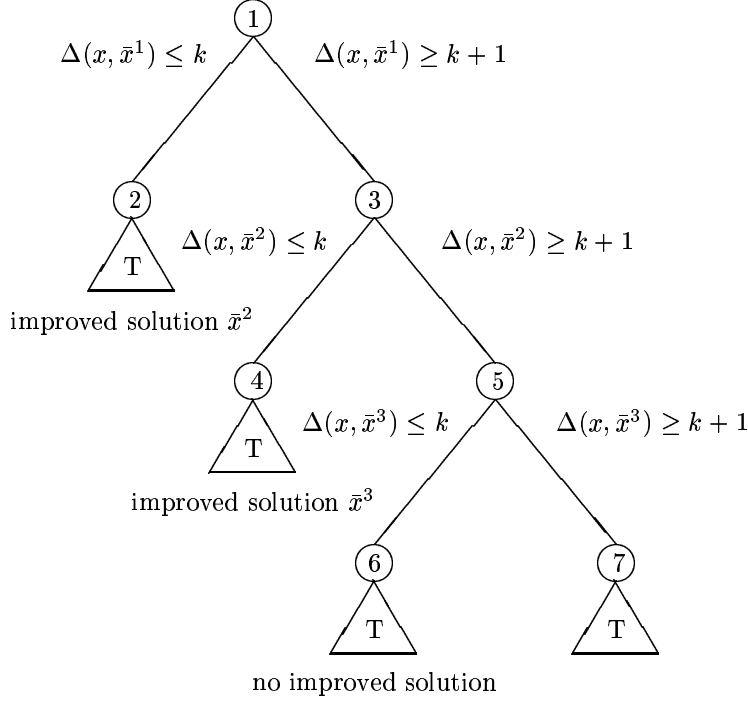 1
Δ(x, x̄¹) ≤ k
Δ(x, x̄¹) ≥ k + 1
2
3
Δ(x, x̄²) ≤ k
Δ(x, x̄²) ≥ k + 1
T
improved solution x̄²
4
5
Δ(x, x̄³) ≤ k
Δ(x, x̄³) ≥ k + 1
T
improved solution x̄³
6
7
T
T
no improved solution